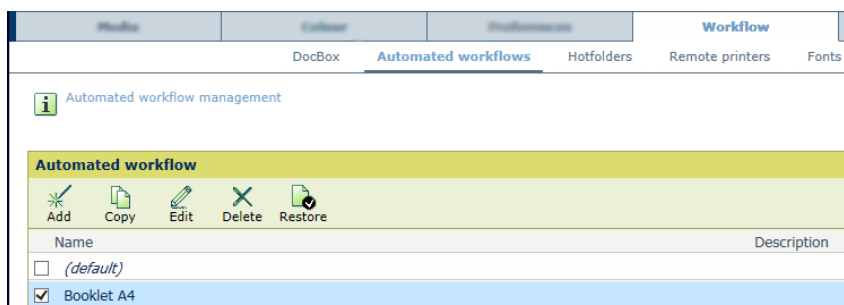 Workflow
DocBox Automated workflows Hotfolders Remote printers Fonts
Automated workflow management
Automated workflow
Add Copy Edit Delete Restore
Name Description
(default)
Booklet A4